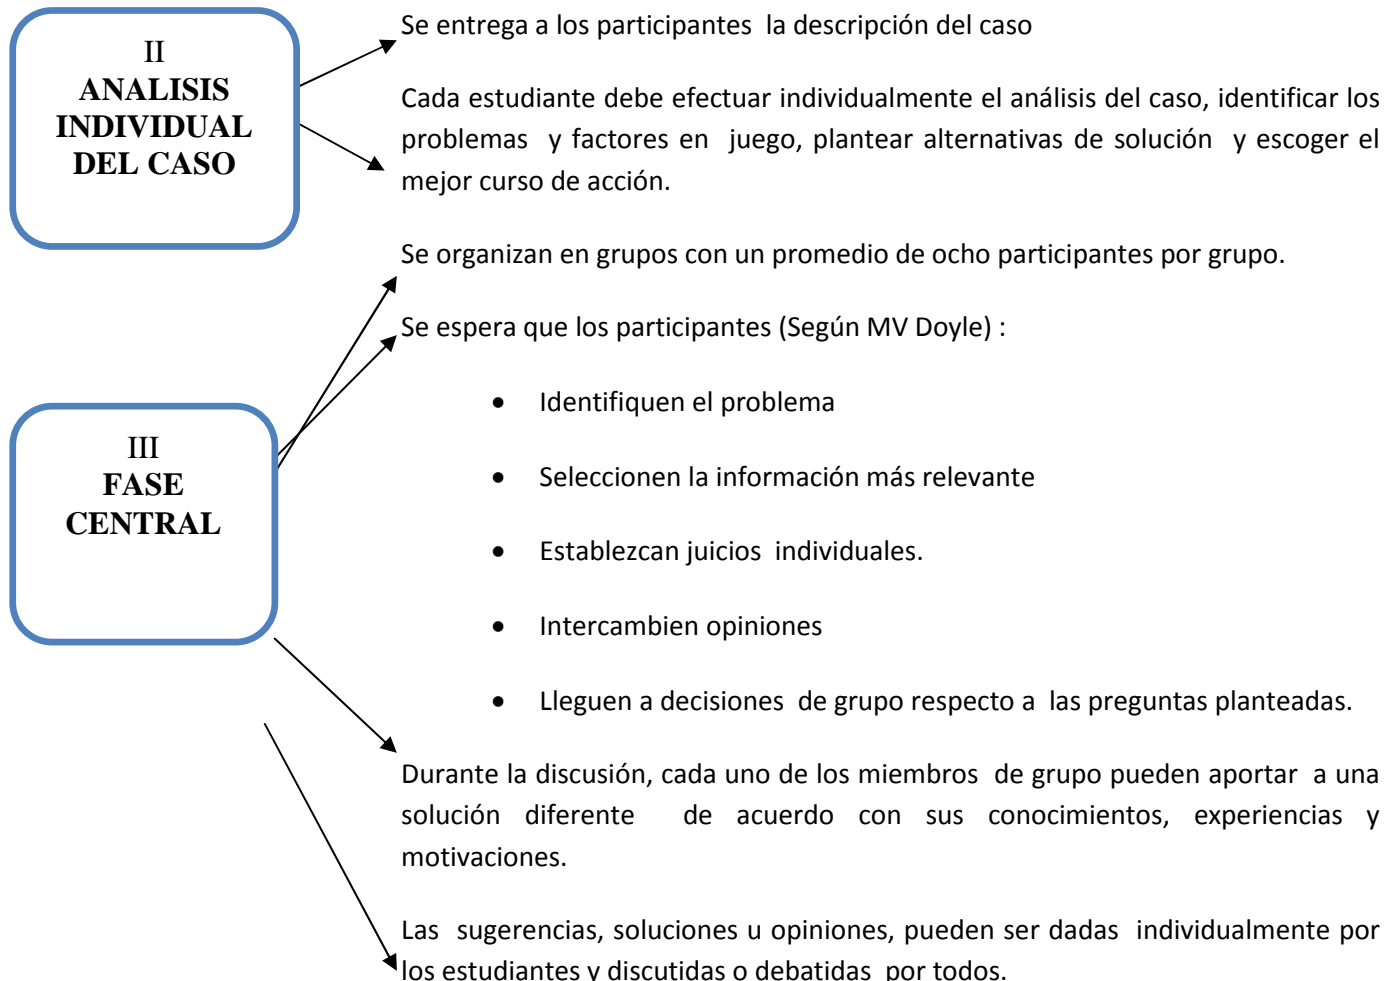 II
ANALISIS
INDIVIDUAL
DEL CASO
Se entrega a los participantes la descripción del caso
Cada estudiante debe efectuar individualmente el análisis del caso, identificar los
problemas y factores en juego, plantear alternativas de solución y escoger el
mejor curso de acción.
III
FASE
CENTRAL
Se organizan en grupos con un promedio de ocho participantes por grupo.
Se espera que los participantes (Según MV Doyle) :
• Identifiquen el problema
• Seleccionen la información más relevante
• Establezcan juicios individuales.
• Intercambien opiniones
• Lleguen a decisiones de grupo respecto a las preguntas planteadas.
Durante la discusión, cada uno de los miembros de grupo pueden aportar a una
solución diferente de acuerdo con sus conocimientos, experiencias y
motivaciones.
Las sugerencias, soluciones u opiniones, pueden ser dadas individualmente por
los estudiantes y discutidas o debatidas por todos.